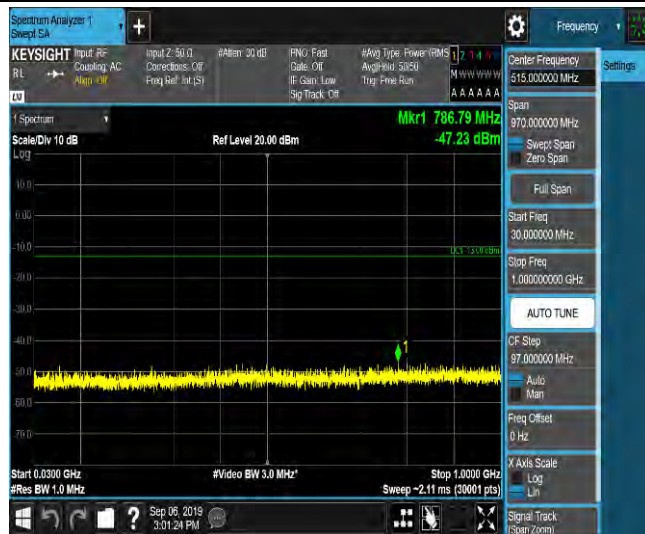 Spectrum Analyzer 1
Swept SA
Frequency
KEYSIGHT Input: RF
Coupling: AC
Align: Off
Input Z: 50 Ω
Corrections: Off
Freq Ref: Int (S)
#Atten: 30 dB
PNO: Fast
Gate: Off
IF Gain: Low
Sig Track: Off
#Avg Type: Power (RMS
Avg|Hold: 50/50
Trig: Free Run
M W W W W W
A A A A A A
RL
LXI
1 Spectrum
Scale/Div 10 dB
Log
Ref Level 20.00 dBm
Mkr1 786.79 MHz
-47.23 dBm
10.0
0.00
-10.0
-20.0
-30.0
-40.0
-50.0
-60.0
-70.0
DL1 -13.00 dBm
1
Start 0.0300 GHz
#Res BW 1.0 MHz
#Video BW 3.0 MHz*
Stop 1.0000 GHz
Sweep ~2.11 ms (30001 pts)
Sep 06, 2019
3:01:24 PM
Center Frequency
515.000000 MHz
Settings
Span
970.000000 MHz
Swept Span
Zero Span
Full Span
Start Freq
30.000000 MHz
Stop Freq
1.000000000 GHz
AUTO TUNE
CF Step
97.000000 MHz
Auto
Man
Freq Offset
0 Hz
X Axis Scale
Log
Lin
Signal Track
(Span Zoom)